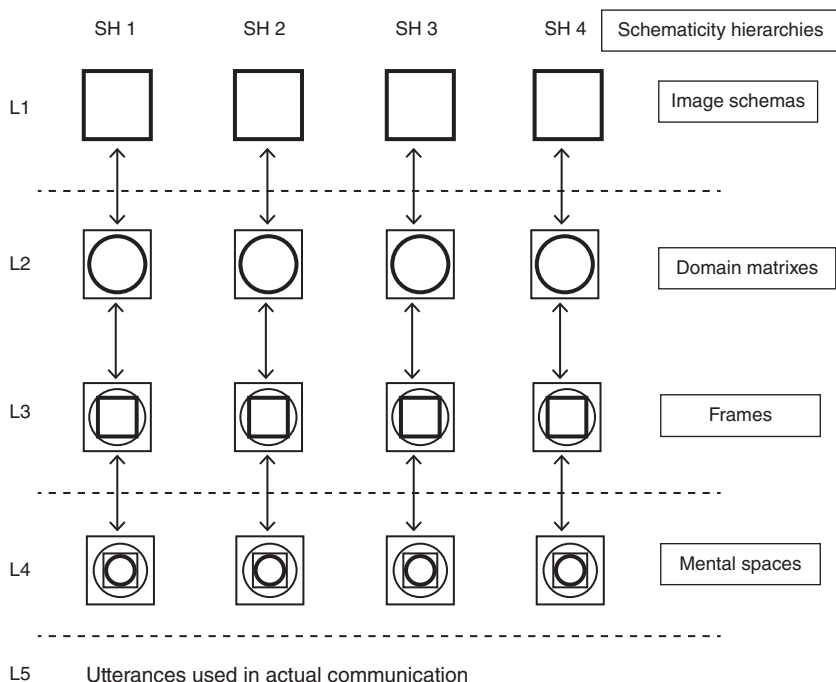 SH 1 SH 2 SH 3 SH 4 Schematicity hierarchies
L1 Image schemas
L2 Domain matrixes
L3 Frames
L4 Mental spaces
L5 Utterances used in actual communication